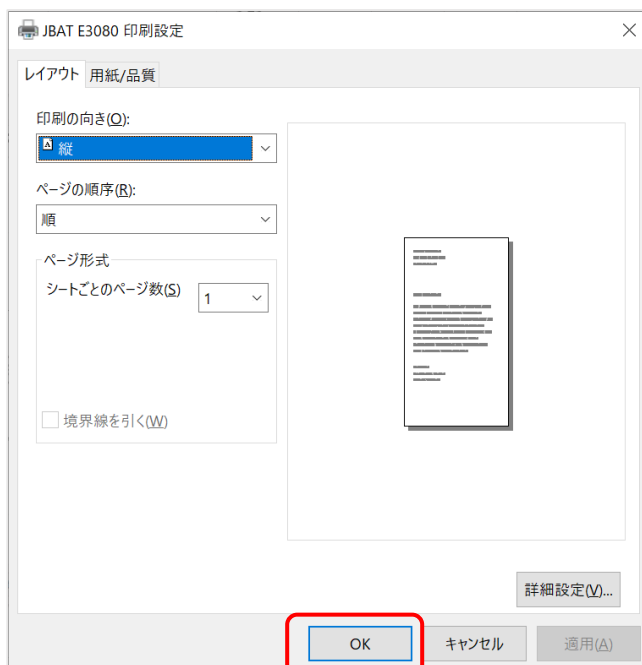 JBAT E3080 印刷設定
レイアウト 用紙/品質
印刷の向き(O):
縦
ページの順序(R):
順
ページ形式
シートごとのページ数(S) 1
境界線を引く(W)
詳細設定(V)...
OK キャンセル 適用(A)